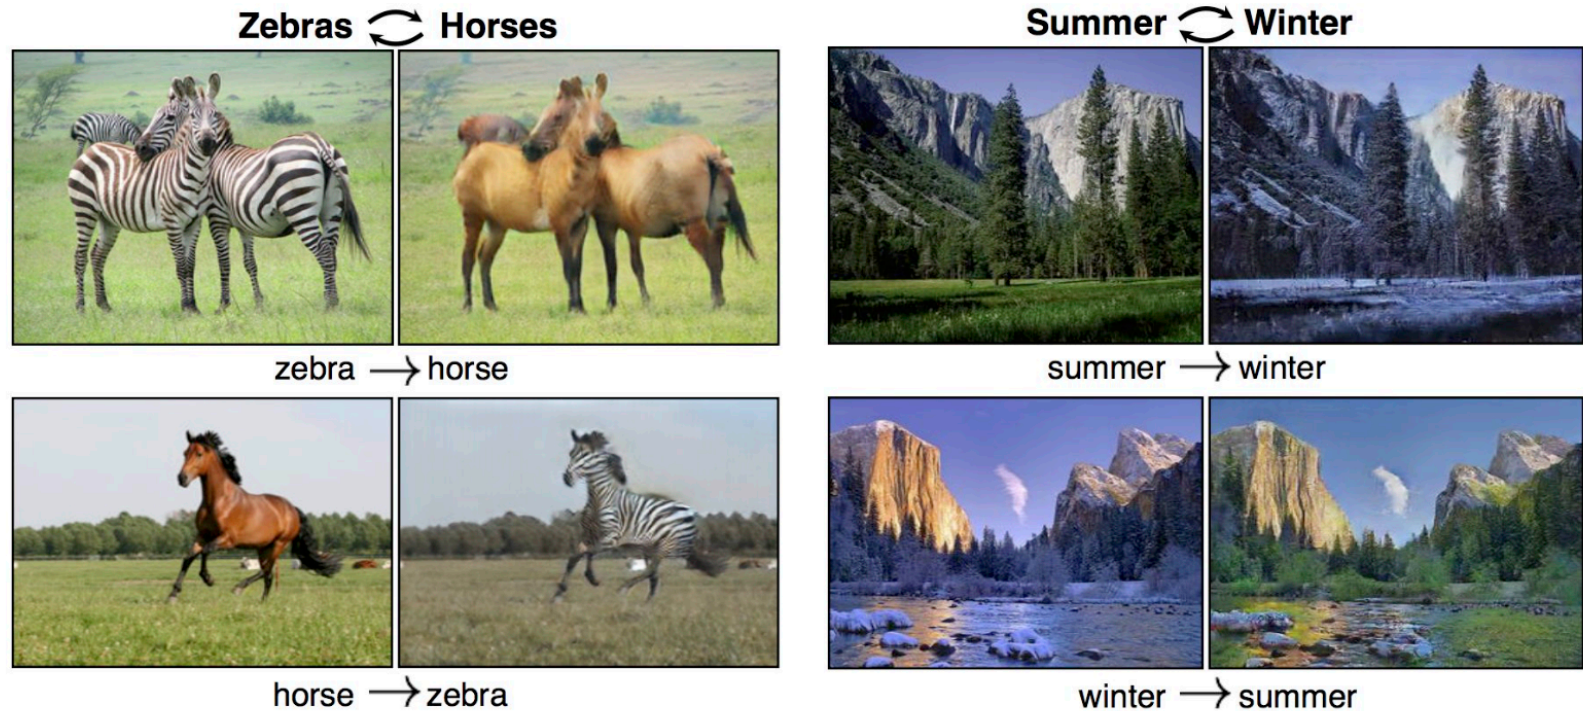 Zebras Horses
Summer Winter
zebra → horse
summer → winter
horse → zebra
winter → summer